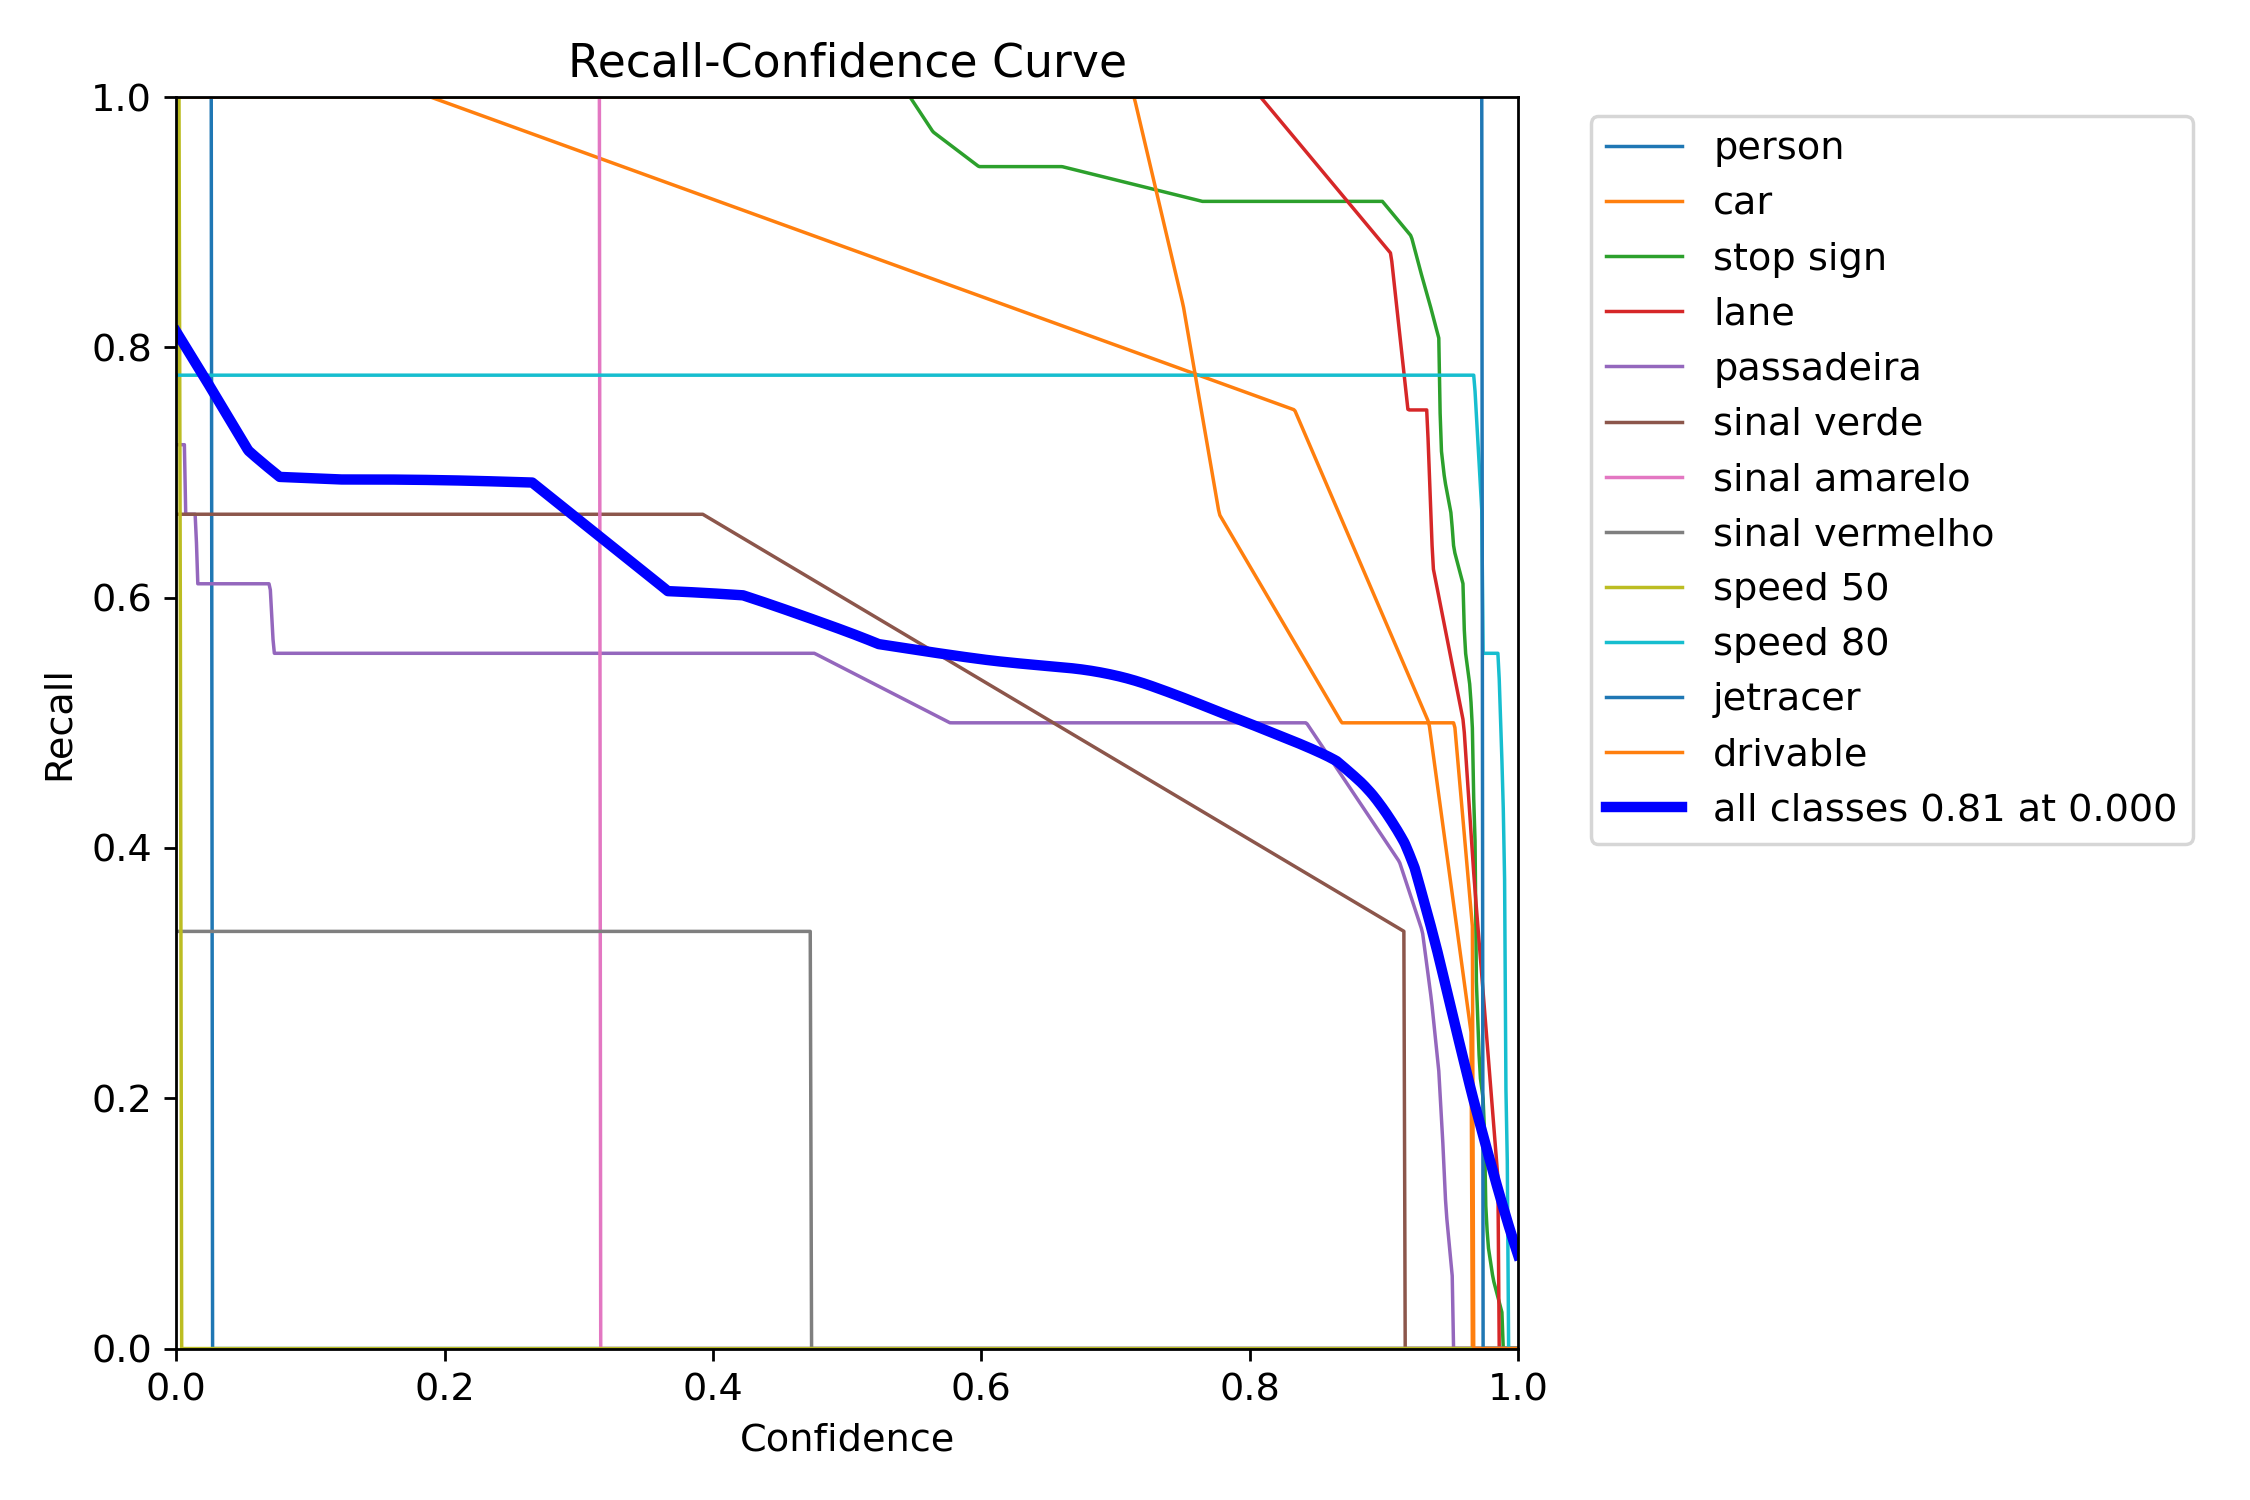 Recall-Confidence Curve
1.0
0.8
0.6
0.4
0.2
0.0
Recall
0.0 0.2 0.4 0.6 0.8 1.0
Confidence
person
car
stop sign
lane
passadeira
sinal verde
sinal amarelo
sinal vermelho
speed 50
speed 80
jetracer
drivable
all classes 0.81 at 0.000